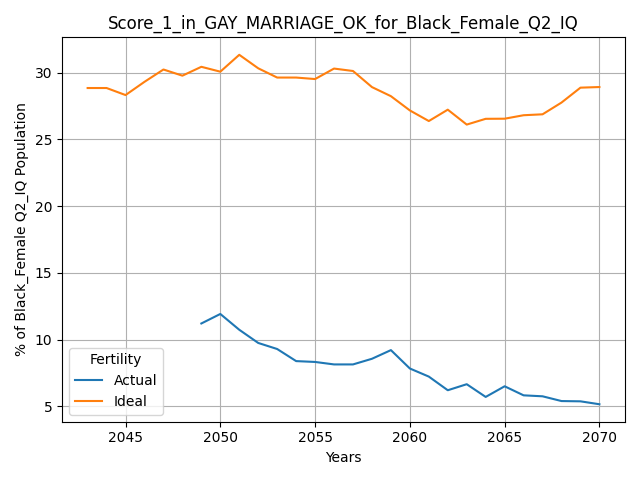 Score_1_in_GAY_MARRIAGE_OK_for_Black_Female_Q2_IQ
% of Black_Female Q2_IQ Population
30
25
20
15
10
5
Fertility
Actual
Ideal
2045 2050 2055 2060 2065 2070
Years